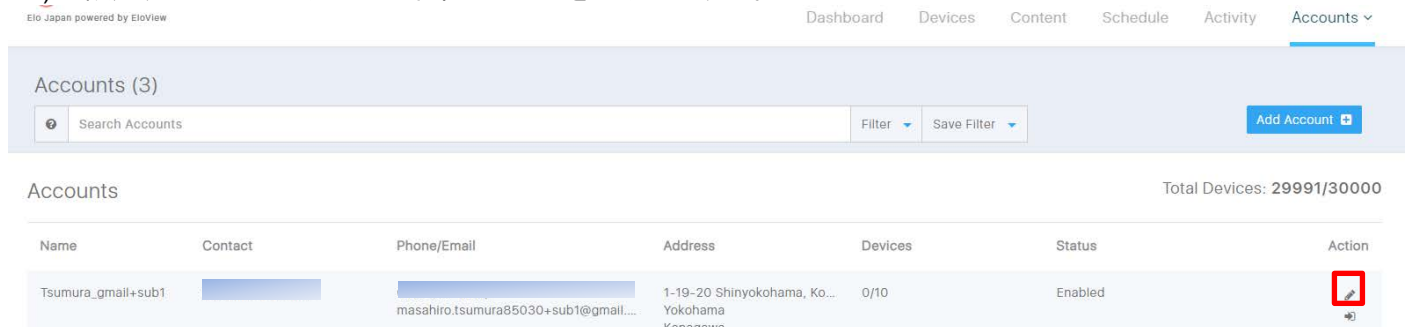 Elo Japan powered by EloView
Dashboard Devices Content Schedule Activity Accounts
Accounts (3)
Search Accounts Filter Save Filter Add Account
Accounts
Total Devices: 29991/30000
Name Contact Phone/Email Address Devices Status Action
Tsumura_gmail+sub1 1-19-20 Shinyokohama, Ko... 0/10 Enabled
masahiro.tsumura85030+sub1@gmail.... Yokohama